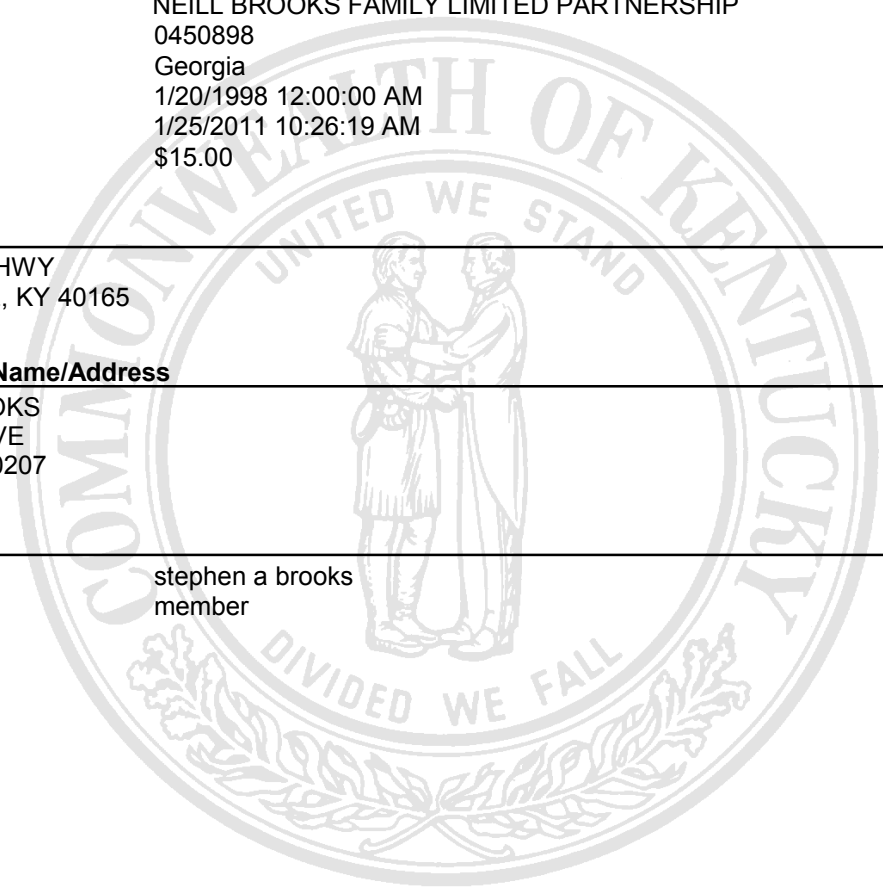 NEILL BROOKS FAMILY LIMITED PARTNERSHIP
0450898
Georgia
1/20/1998 12:00:00 AM
1/25/2011 10:26:19 AM
$15.00
COMMONWEALTH OF KENTUCKY
UNITED WE STAND
HWY
, KY 40165
Name/Address
OKS
VE
0207
stephen a brooks
member
DIVIDED WE FALL